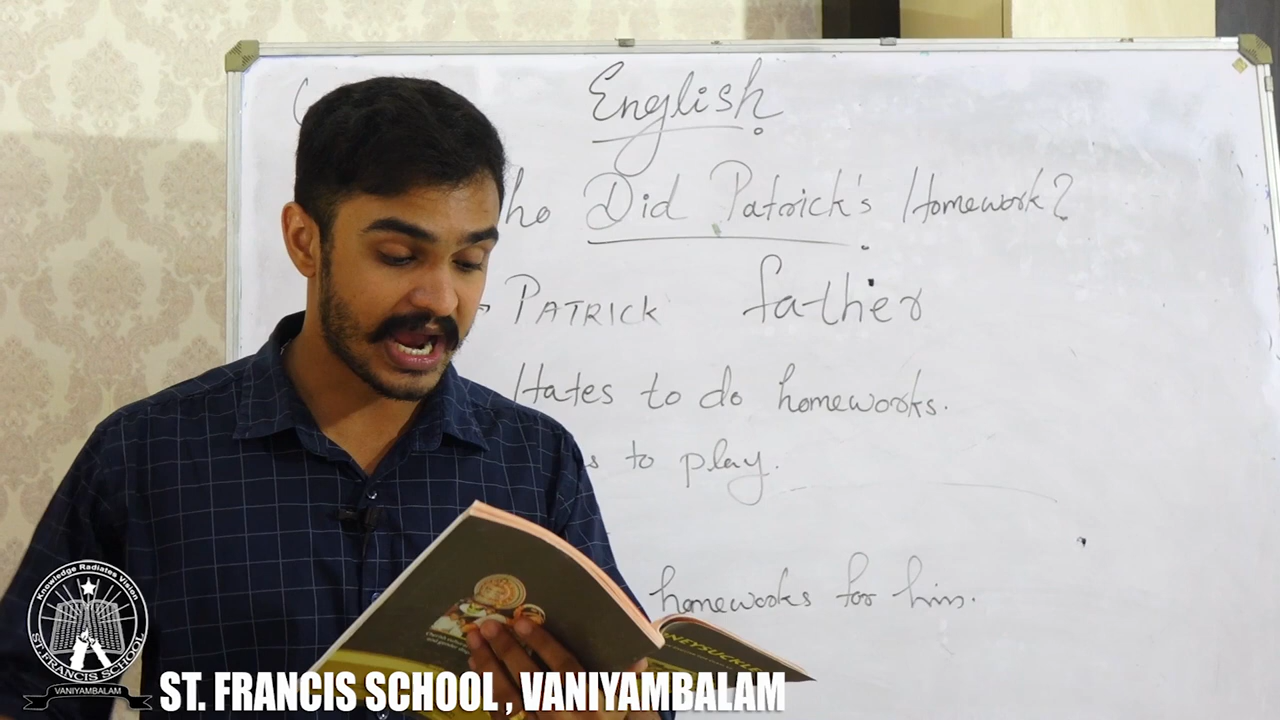 English
Did Patrick's Homework?
PATRICK father
Hates to do homeworks.
to play.
homeworks for him.
NEYSUCKLE
Knowledge Radiates Vision
ST. FRANCIS SCHOOL
VANIYAMBALAM
ST. FRANCIS SCHOOL , VANIYAMBALAM